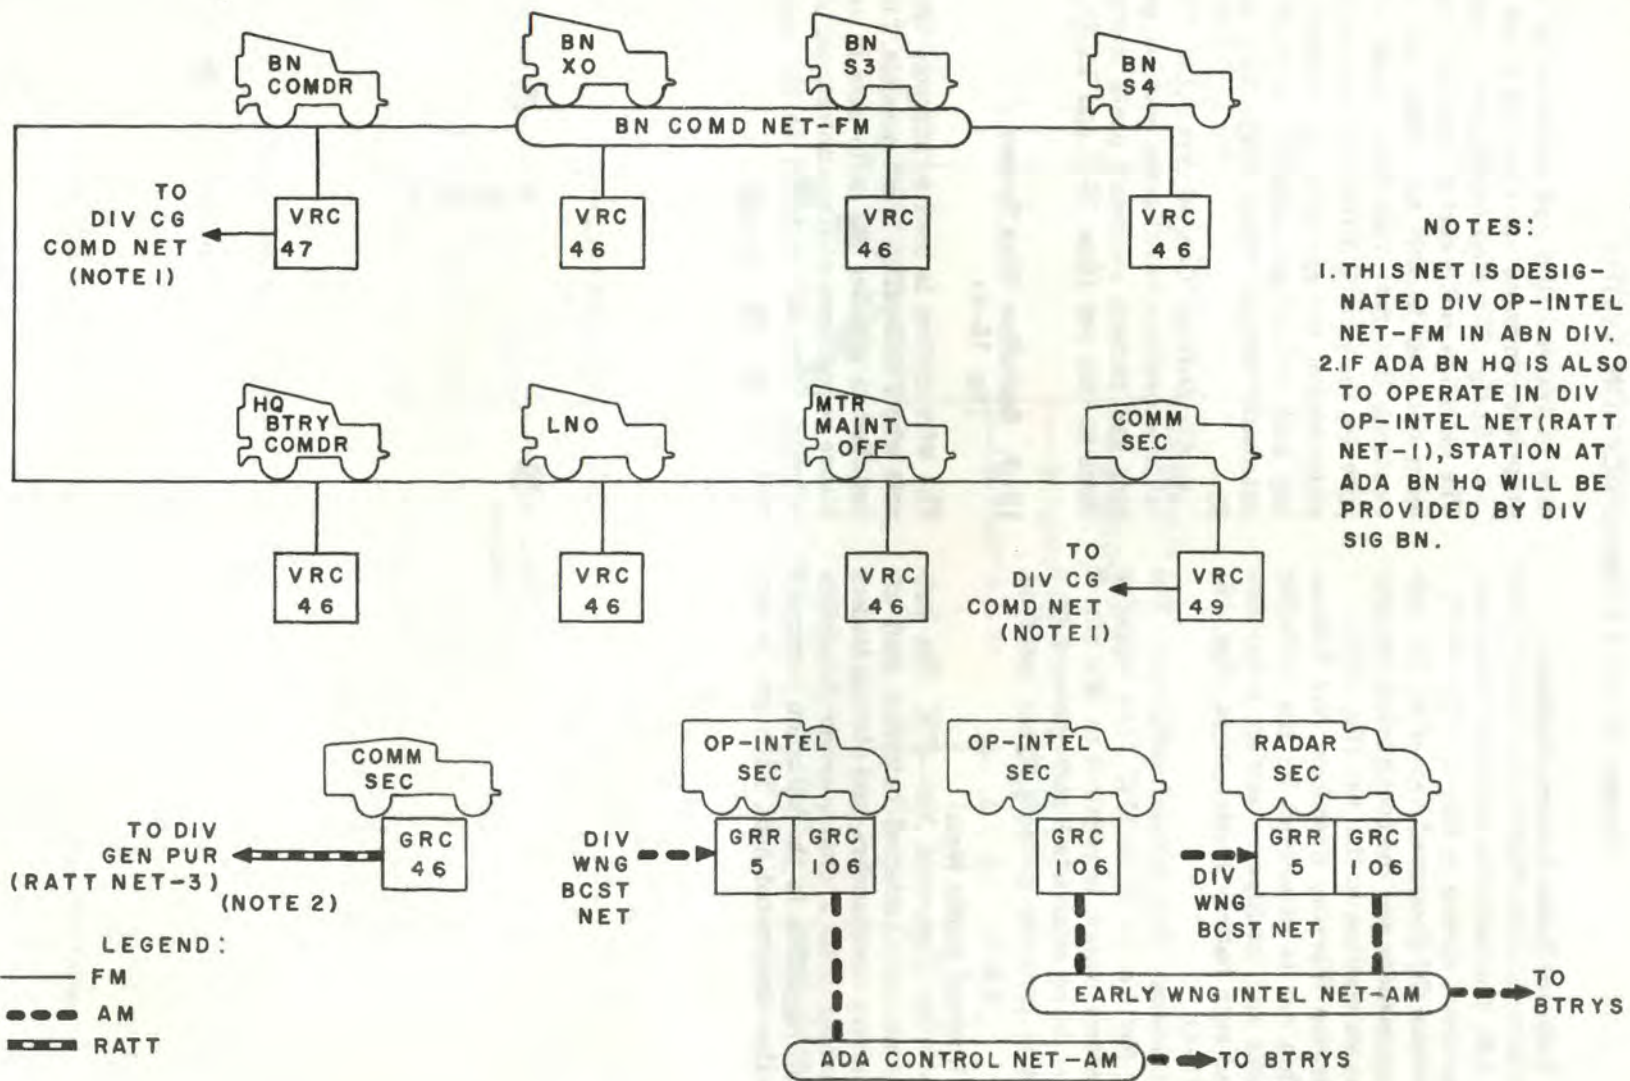 BN
COMDR
BN
XO
BN
S3
BN
S4
BN COMD NET-FM
TO
DIV CG
COMD NET
(NOTE 1)
VRC
47
VRC
46
VRC
46
VRC
46
NOTES:
1. THIS NET IS DESIG-
NATED DIV OP-INTEL
NET-FM IN ABN DIV.
2. IF ADA BN HQ IS ALSO
TO OPERATE IN DIV
OP-INTEL NET(RATT
NET-1), STATION AT
ADA BN HQ WILL BE
PROVIDED BY DIV
SIG BN.
HQ
BTRY
COMDR
LNO
MTR
MAINT
OFF
COMM
SEC
VRC
46
VRC
46
VRC
46
TO
DIV CG
COMD NET
(NOTE 1)
VRC
49
COMM
SEC
OP-INTEL
SEC
OP-INTEL
SEC
RADAR
SEC
TO DIV
GEN PUR
(RATT NET-3)
(NOTE 2)
GRC
46
DIV
WNG
BCST
NET
GRR
5
GRC
106
GRC
106
DIV
WNG
BCST NET
GRR
5
GRC
106
LEGEND:
FM
AM
RATT
EARLY WNG INTEL NET-AM
TO
BTRYS
ADA CONTROL NET-AM
TO BTRYS